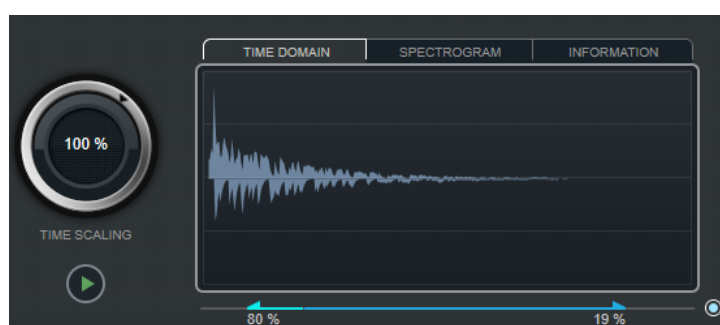 TIME DOMAIN
SPECTROGRAM
INFORMATION
100 %
TIME SCALING
80 %
19 %